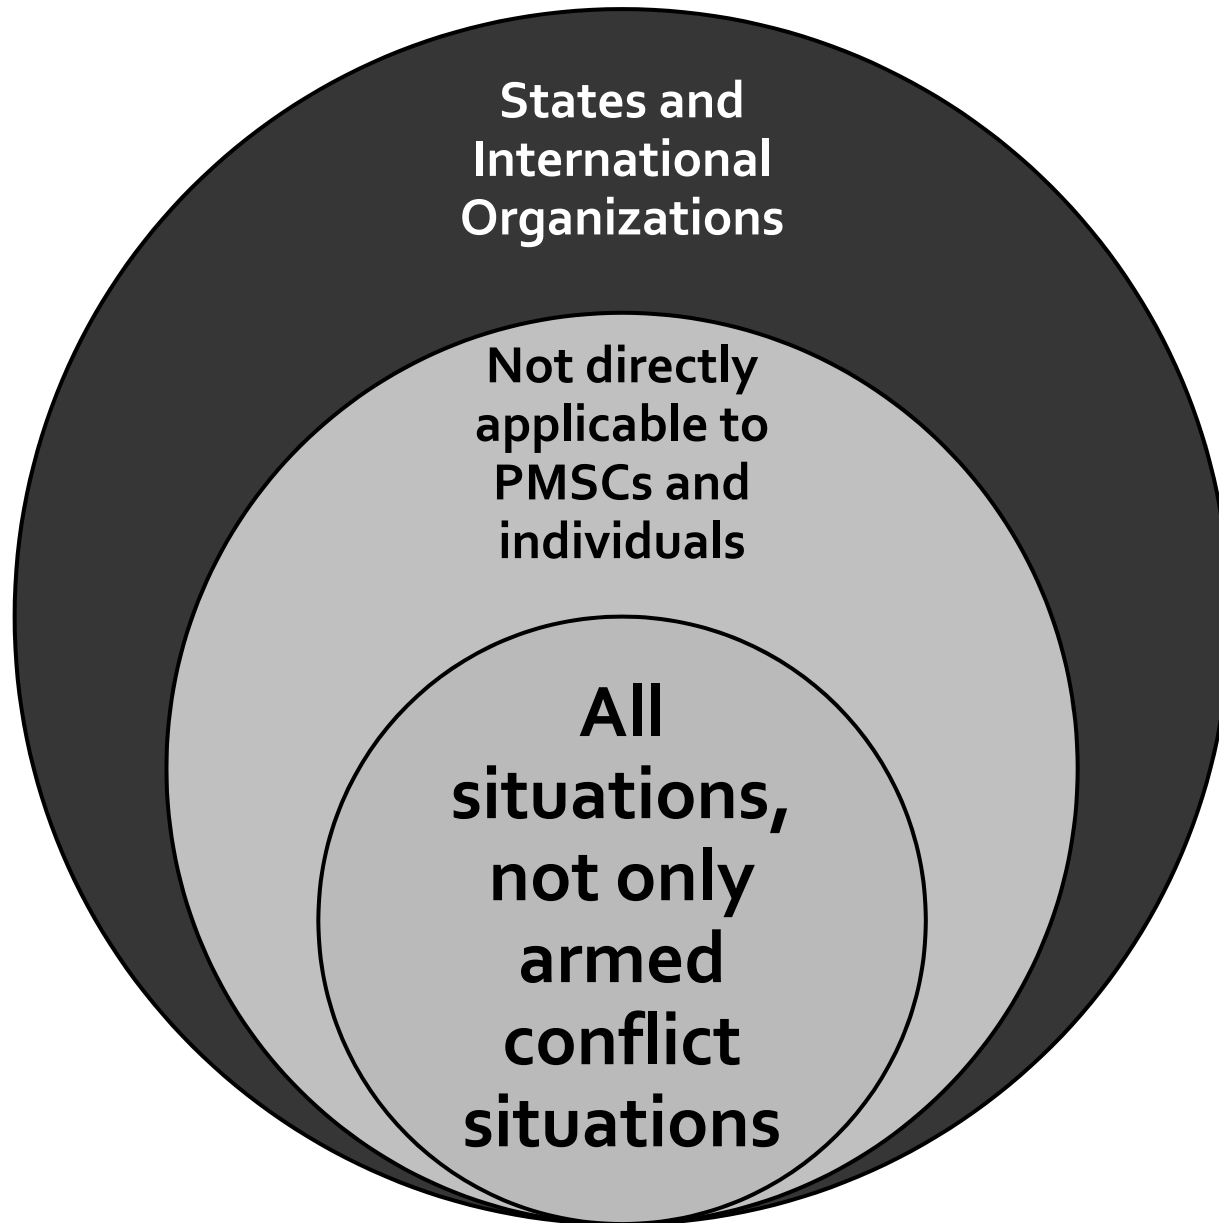 States and
International
Organizations
Not directly
applicable to
PMSCs and
individuals
All
situations,
not only
armed
conflict
situations